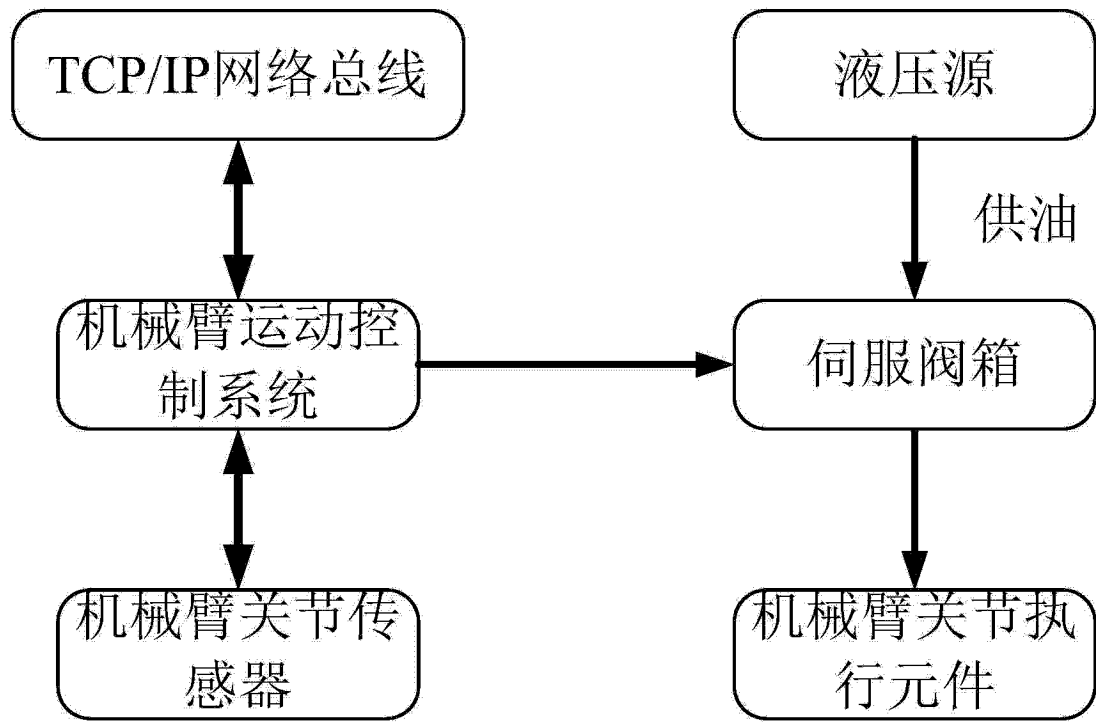 TCP/IP网络总线
液压源
供油
机械臂运动控
制系统
伺服阀箱
机械臂关节传
感器
机械臂关节执
行元件